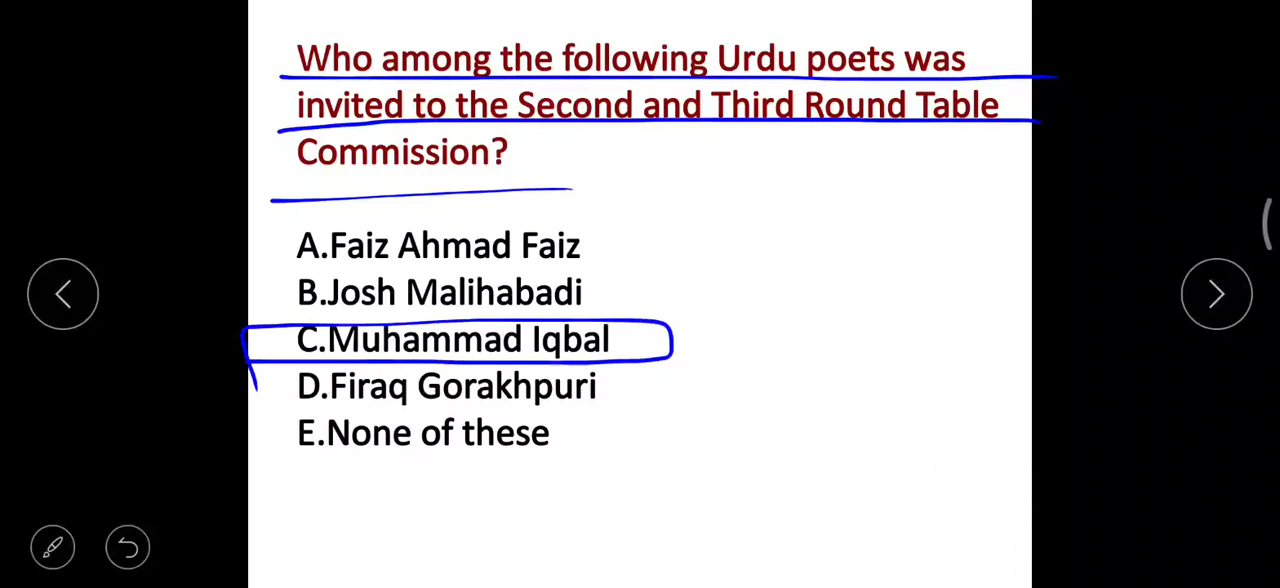 Who among the following Urdu poets was
invited to the Second and Third Round Table
Commission?
A.Faiz Ahmad Faiz
B.Josh Malihabadi
C.Muhammad Iqbal
D.Firaq Gorakhpuri
E.None of these